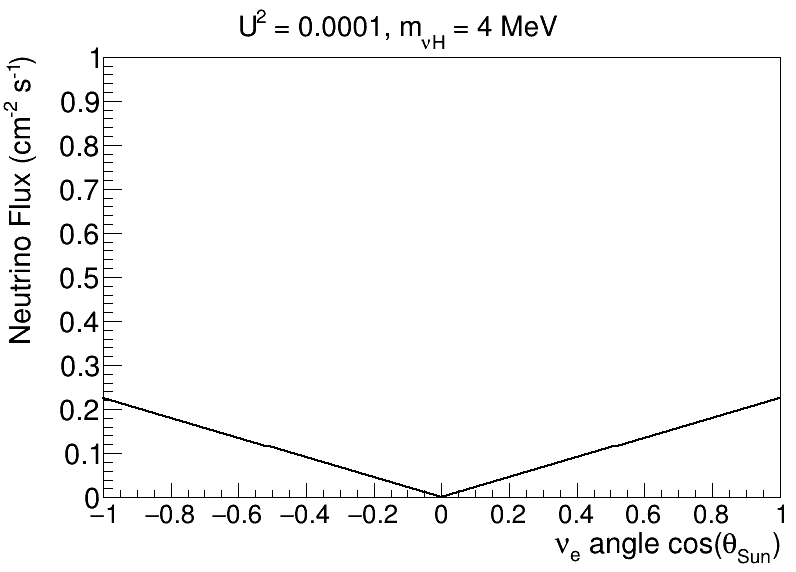 U² = 0.0001, m_νH = 4 MeV
Neutrino Flux (cm⁻² s⁻¹)
1
0.9
0.8
0.7
0.6
0.5
0.4
0.3
0.2
0.1
0
−1 −0.8 −0.6 −0.4 −0.2 0 0.2 0.4 0.6 0.8 1
ν_e angle cos(θ_Sun)